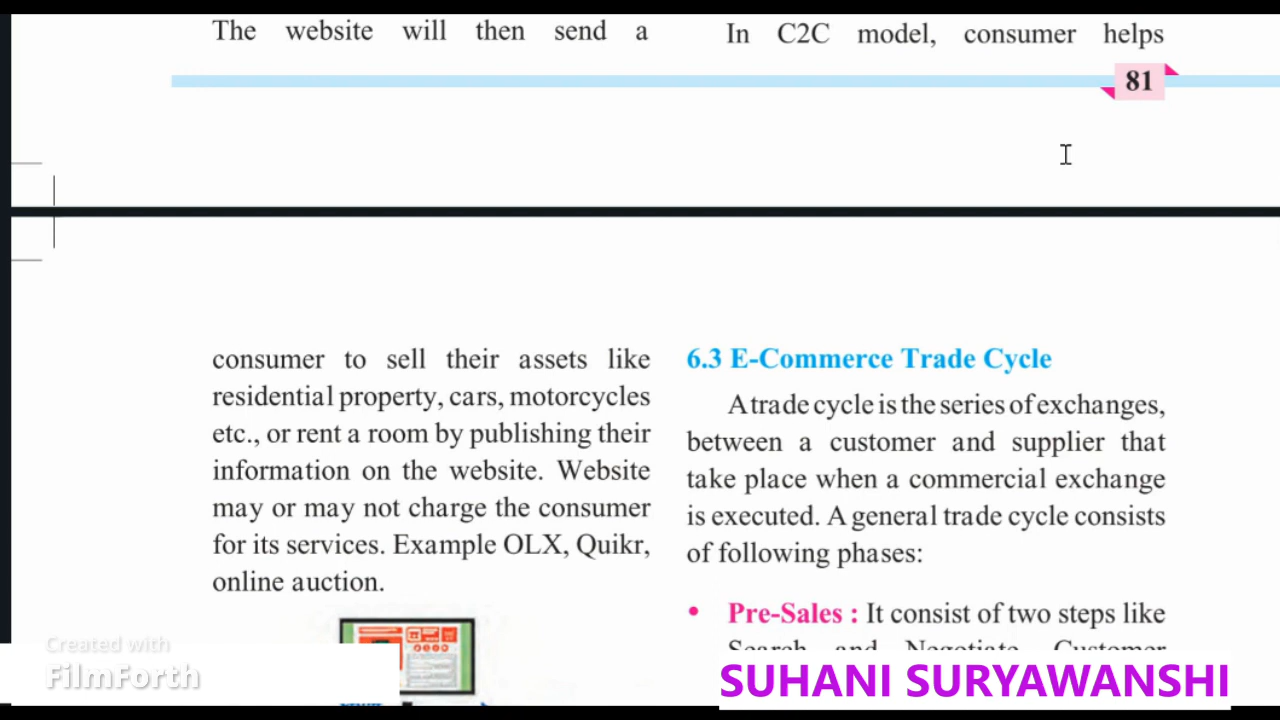 The website will then send a
In C2C model, consumer helps
81
consumer to sell their assets like
residential property, cars, motorcycles
etc., or rent a room by publishing their
information on the website. Website
may or may not charge the consumer
for its services. Example OLX, Quikr,
online auction.
6.3 E-Commerce Trade Cycle
A trade cycle is the series of exchanges,
between a customer and supplier that
take place when a commercial exchange
is executed. A general trade cycle consists
of following phases:
• Pre-Sales : It consist of two steps like
Search and Negotiate. Customer
Created with
FilmForth
SUHANI SURYAWANSHI